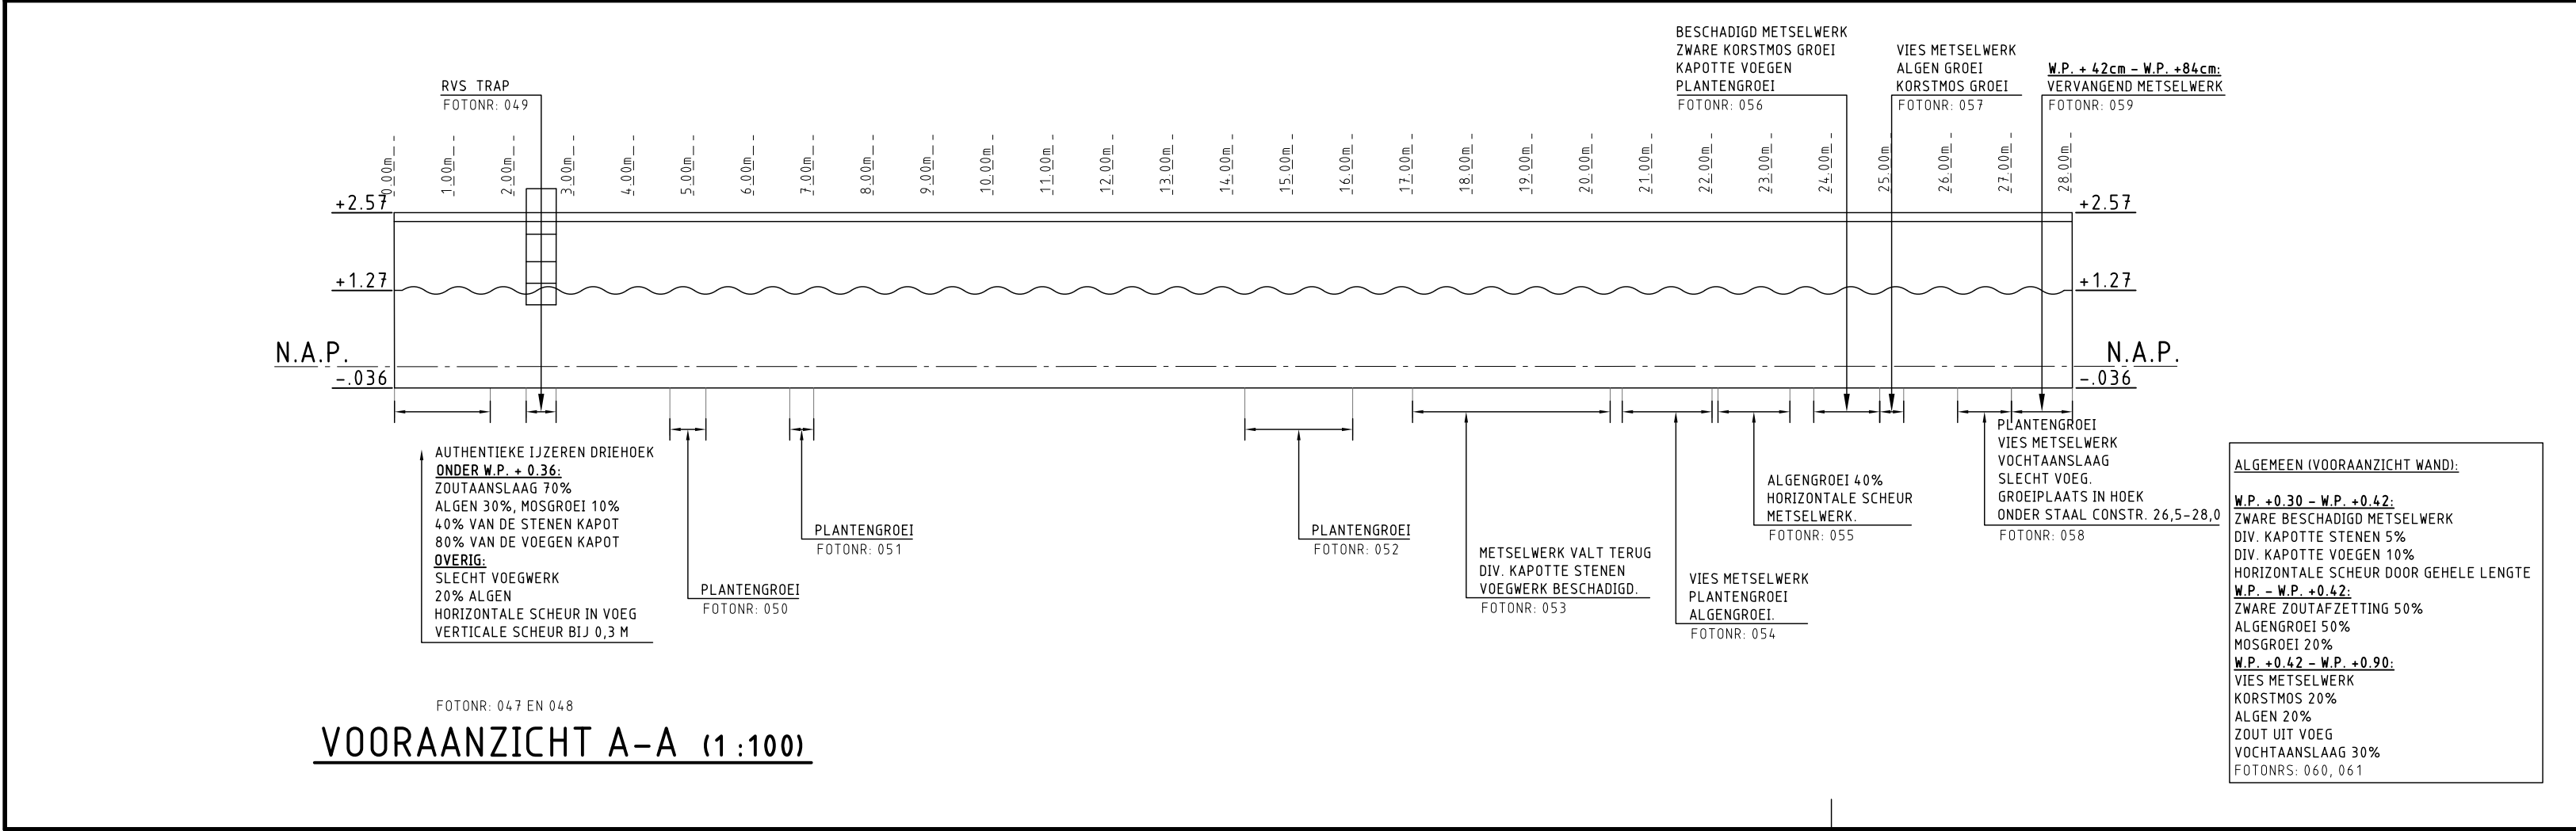 BESCHADIGD METSELWERK
ZWARE KORSTMOS GROEI
KAPOTTE VOEGEN
PLANTENGROEI
FOTONR: 056
VIES METSELWERK
ALGEN GROEI
KORSTMOS GROEI
FOTONR: 057
W.P. + 42cm – W.P. +84cm:
VERVANGEND METSELWERK
FOTONR: 059
RVS TRAP
FOTONR: 049
0.00m
1.00m
2.00m
3.00m
4.00m
5.00m
6.00m
7.00m
8.00m
9.00m
10.00m
11.00m
12.00m
13.00m
14.00m
15.00m
16.00m
17.00m
18.00m
19.00m
20.00m
21.00m
22.00m
23.00m
24.00m
25.00m
26.00m
27.00m
28.00m
+2.57
+2.57
+1.27
+1.27
N.A.P.
N.A.P.
-.036
-.036
AUTHENTIEKE IJZEREN DRIEHOEK
ONDER W.P. + 0.36:
ZOUTAANSLAAG 70%
ALGEN 30%, MOSGROEI 10%
40% VAN DE STENEN KAPOT
80% VAN DE VOEGEN KAPOT
OVERIG:
SLECHT VOEGWERK
20% ALGEN
HORIZONTALE SCHEUR IN VOEG
VERTICALE SCHEUR BIJ 0,3 M
FOTONR: 047 EN 048
PLANTENGROEI
FOTONR: 050
PLANTENGROEI
FOTONR: 051
PLANTENGROEI
FOTONR: 052
METSELWERK VALT TERUG
DIV. KAPOTTE STENEN
VOEGWERK BESCHADIGD.
FOTONR: 053
VIES METSELWERK
PLANTENGROEI
ALGENGROEI.
FOTONR: 054
ALGENGROEI 40%
HORIZONTALE SCHEUR
METSELWERK.
FOTONR: 055
PLANTENGROEI
VIES METSELWERK
VOCHTAANSLAAG
SLECHT VOEG.
GROEIPLAATS IN HOEK
ONDER STAAL CONSTR. 26,5-28,0
FOTONR: 058
ALGEMEEN (VOORAANZICHT WAND):
W.P. +0.30 – W.P. +0.42:
ZWARE BESCHADIGD METSELWERK
DIV. KAPOTTE STENEN 5%
DIV. KAPOTTE VOEGEN 10%
HORIZONTALE SCHEUR DOOR GEHELE LENGTE
W.P. – W.P. +0.42:
ZWARE ZOUTAFZETTING 50%
ALGENGROEI 50%
MOSGROEI 20%
W.P. +0.42 – W.P. +0.90:
VIES METSELWERK
KORSTMOS 20%
ALGEN 20%
ZOUT UIT VOEG
VOCHTAANSLAAG 30%
FOTONRS: 060, 061
VOORAANZICHT A-A (1:100)